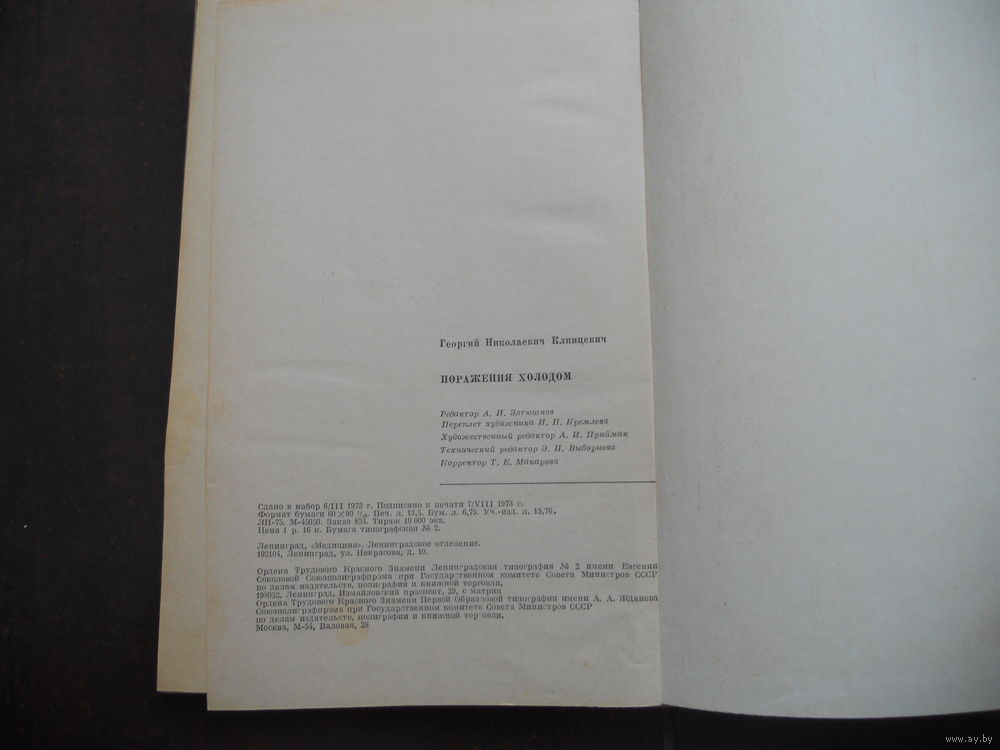 Георгий Николаевич Клинцевич
ПОРАЖЕНИЯ ХОЛОДОМ
Редактор А. И. Зятюшков
Переплет художника И. П. Кремлева
Художественный редактор А. И. Прийман
Технический редактор Э. П. Выборнова
Корректор Т. Е. Макарова
Сдано в набор 6/III 1973 г. Подписано к печати 7/VIII 1973 г.
Формат бумаги 60×90 1/16. Печ. л. 13,5. Бум. л. 6,75. Уч.-изд. л. 15,76.
ЛН-75. М-45050. Заказ 834. Тираж 10 000 экз.
Цена 1 р. 16 к. Бумага типографская № 2.
Ленинград, «Медицина». Ленинградское отделение.
192104, Ленинград, ул. Некрасова, д. 10.
Ордена Трудового Красного Знамени Ленинградская типография № 2 имени Евгении
Соколовой Союзполиграфпрома при Государственном комитете Совета Министров СССР
по делам издательств, полиграфии и книжной торговли,
198052, Ленинград, Измайловский проспект, 29, с матриц
Ордена Трудового Красного Знамени Первой Образцовой типографии имени А. А. Жданова
Союзполиграфпрома при Государственном комитете Совета Министров СССР
по делам издательств, полиграфии и книжной торговли,
Москва, М-54, Валовая, 28
www.ay.by